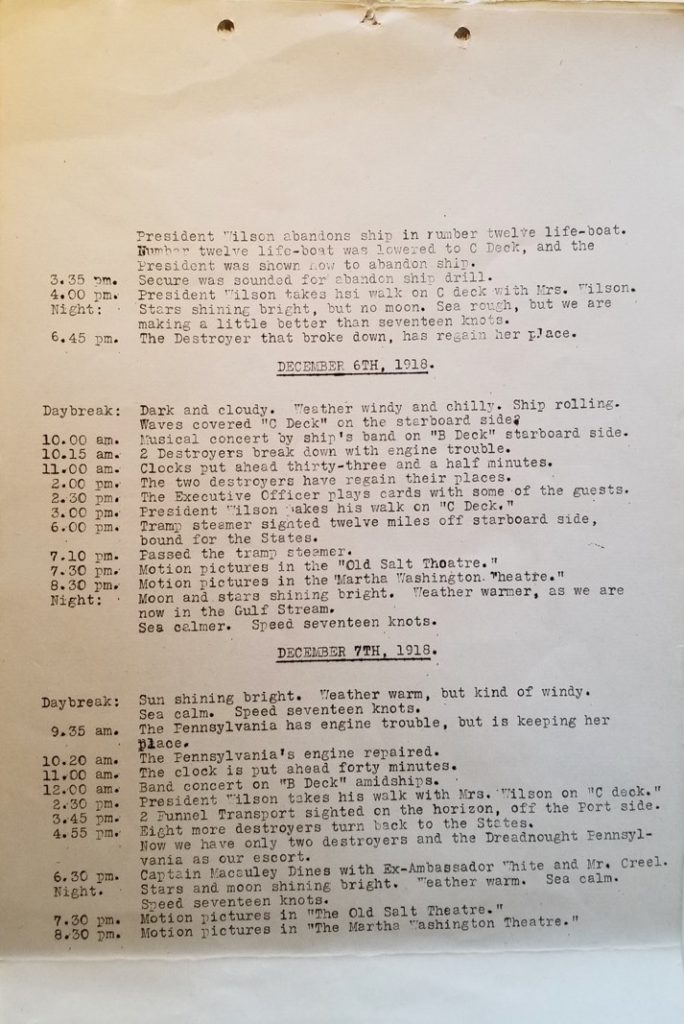 President Wilson abandons ship in number twelve life-boat.
Number twelve life-boat was lowered to C Deck, and the
President was shown how to abandon ship.
3.35 pm. Secure was sounded for abandon ship drill.
4.00 pm. President Wilson takes hsi walk on C deck with Mrs. Wilson.
Night: Stars shining bright, but no moon. Sea rough, but we are
making a little better than seventeen knots.
6.45 pm. The Destroyer that broke down, has regain her place.
DECEMBER 6TH, 1918.
Daybreak: Dark and cloudy. Weather windy and chilly. Ship rolling.
Waves covered "C Deck" on the starboard side.
10.00 am. Musical concert by ship's band on "B Deck" starboard side.
10.15 am. 2 Destroyers break down with engine trouble.
11.00 am. Clocks put ahead thirty-three and a half minutes.
2.00 pm. The two destroyers have regain their places.
2.30 pm. The Executive Officer plays cards with some of the guests.
3.00 pm. President Wilson takes his walk on "C Deck."
6.00 pm. Tramp steamer sighted twelve miles off starboard side,
bound for the States.
7.10 pm. Passed the tramp steamer.
7.30 pm. Motion pictures in the "Old Salt Thoatre."
8.30 pm. Motion pictures in the "Martha Washington Theatre."
Night: Moon and stars shining bright. Weather warmer, as we are
now in the Gulf Stream.
Sea calmer. Speed seventeen knots.
DECEMBER 7TH, 1918.
Daybreak: Sun shining bright. Weather warm, but kind of windy.
Sea calm. Speed seventeen knots.
9.35 am. The Pennsylvania has engine trouble, but is keeping her
place.
10.20 am. The Pennsylvania's engine repaired.
11.00 am. The clock is put ahead forty minutes.
12.00 am. Band concert on "B Deck" amidships.
2.30 pm. President Wilson takes his walk with Mrs. Wilson on "C deck."
3.45 pm. 2 Funnel Transport sighted on the horizon, off the Port side.
4.55 pm. Eight more destroyers turn back to the States.
Now we have only two destroyers and the Dreadnought Pennsyl-
vania as our escort.
6.30 pm. Captain Macauley Dines with Ex-Ambassador White and Mr. Creel.
Night. Stars and moon shining bright. Weather warm. Sea calm.
Speed seventeen knots.
7.30 pm. Motion pictures in "The Old Salt Theatre."
8.30 pm. Motion pictures in "The Martha Washington Theatre."